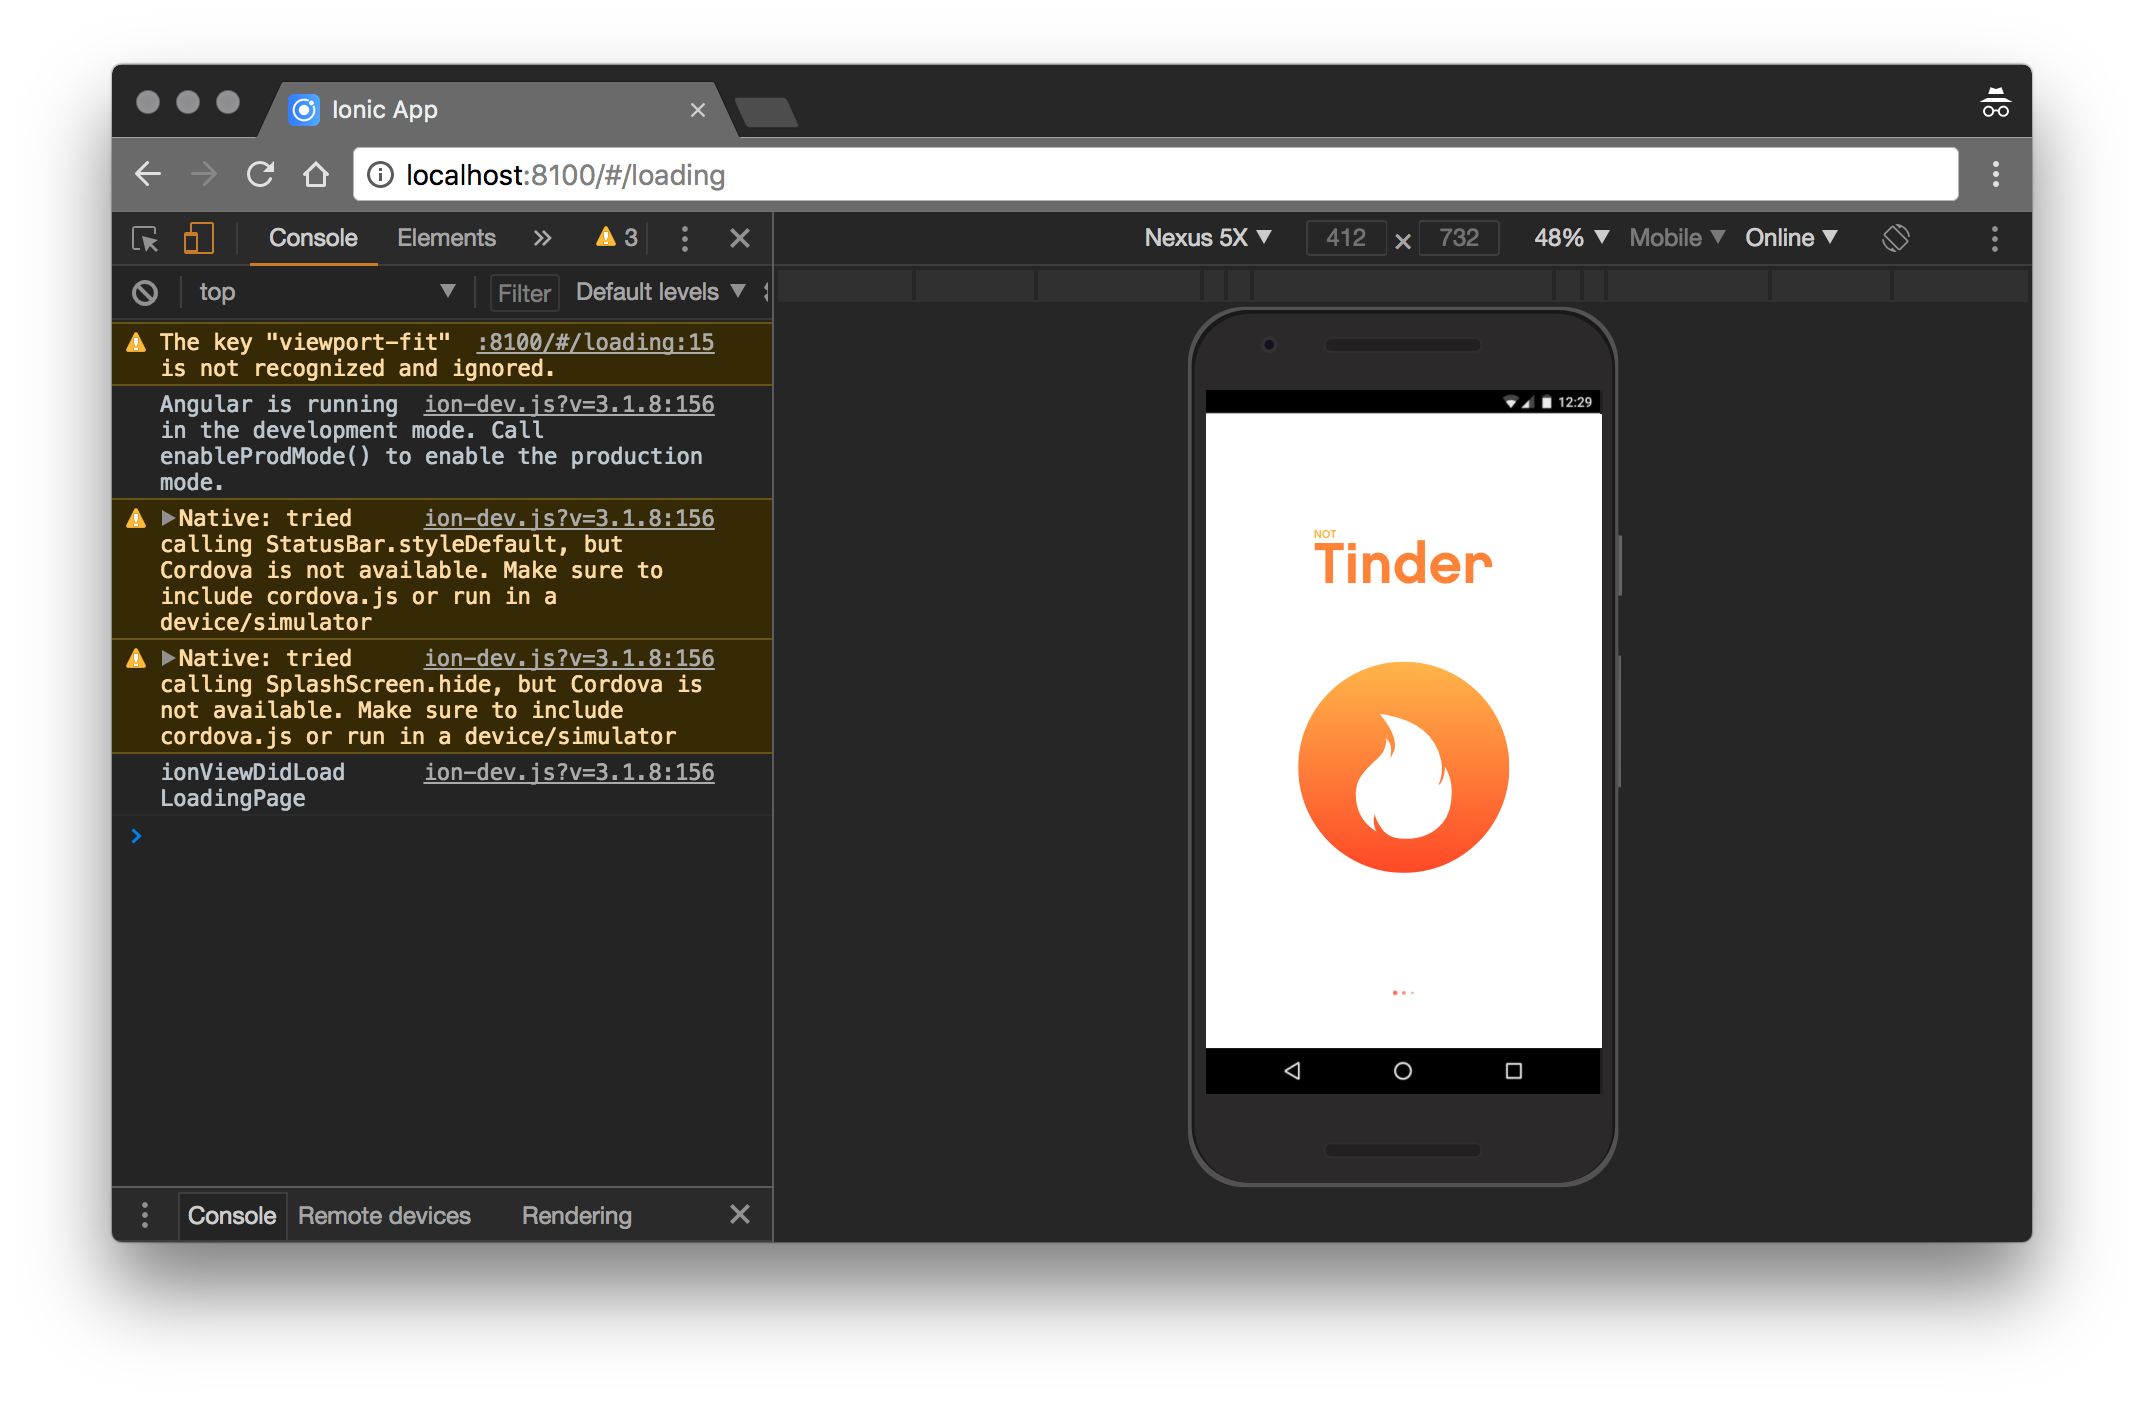 Ionic App
localhost:8100/#/loading
Console Elements 3
Nexus 5X 412 × 732 48% Mobile Online
top Filter Default levels
The key "viewport-fit" :8100/#/loading:15
is not recognized and ignored.
Angular is running ion-dev.js?v=3.1.8:156
in the development mode. Call
enableProdMode() to enable the production
mode.
Native: tried ion-dev.js?v=3.1.8:156
calling StatusBar.styleDefault, but
Cordova is not available. Make sure to
include cordova.js or run in a
device/simulator
Native: tried ion-dev.js?v=3.1.8:156
calling SplashScreen.hide, but Cordova is
not available. Make sure to include
cordova.js or run in a device/simulator
ionViewDidLoad ion-dev.js?v=3.1.8:156
LoadingPage
Console Remote devices Rendering
12:29
NOT
Tinder